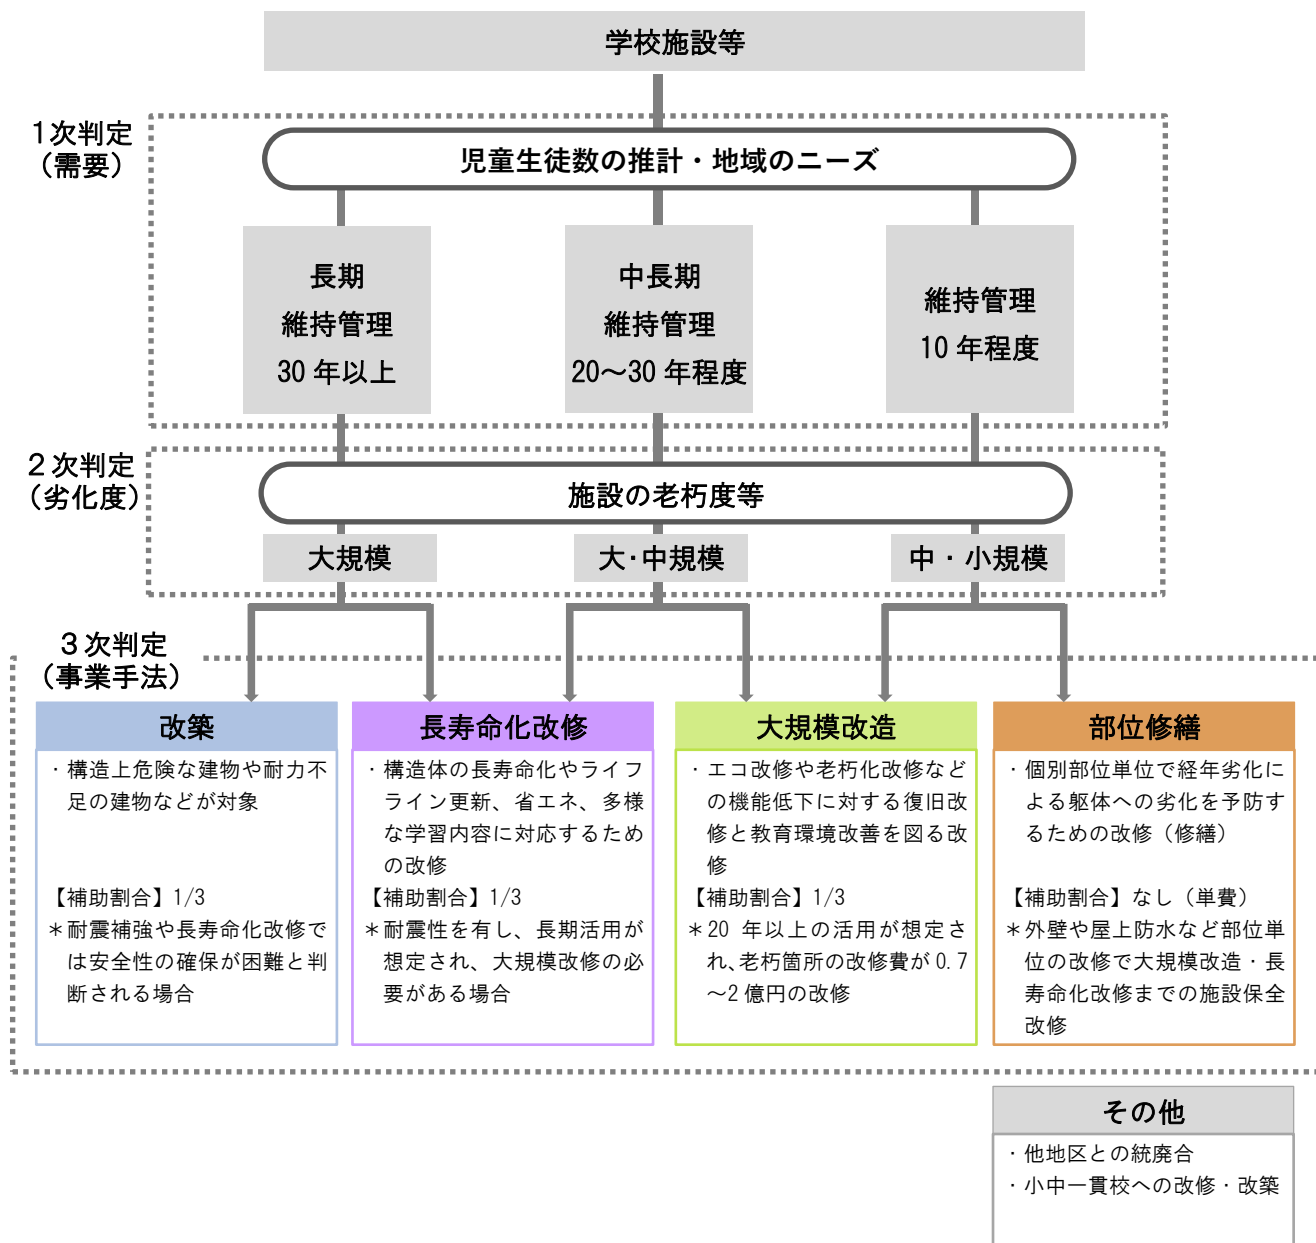 学校施設等
1次判定
（需要）
児童生徒数の推計・地域のニーズ
長期
維持管理
30 年以上
中長期
維持管理
20～30 年程度
維持管理
10 年程度
２次判定
（劣化度）
施設の老朽度等
大規模
大･中規模
中・小規模
３次判定
（事業手法）
改築
・構造上危険な建物や耐力不
足の建物などが対象
【補助割合】1/3
＊耐震補強や長寿命化改修で
は安全性の確保が困難と判
断される場合
長寿命化改修
・構造体の長寿命化やライフ
ライン更新、省エネ、多様
な学習内容に対応するため
の改修
【補助割合】1/3
＊耐震性を有し、長期活用が
想定され、大規模改修の必
要がある場合
大規模改造
・エコ改修や老朽化改修など
の機能低下に対する復旧改
修と教育環境改善を図る改
修
【補助割合】1/3
＊20 年以上の活用が想定さ
れ、老朽箇所の改修費が 0.7
～2 億円の改修
部位修繕
・個別部位単位で経年劣化に
よる躯体への劣化を予防す
るための改修（修繕）
【補助割合】なし（単費）
＊外壁や屋上防水など部位単
位の改修で大規模改造・長
寿命化改修までの施設保全
改修
その他
・他地区との統廃合
・小中一貫校への改修・改築